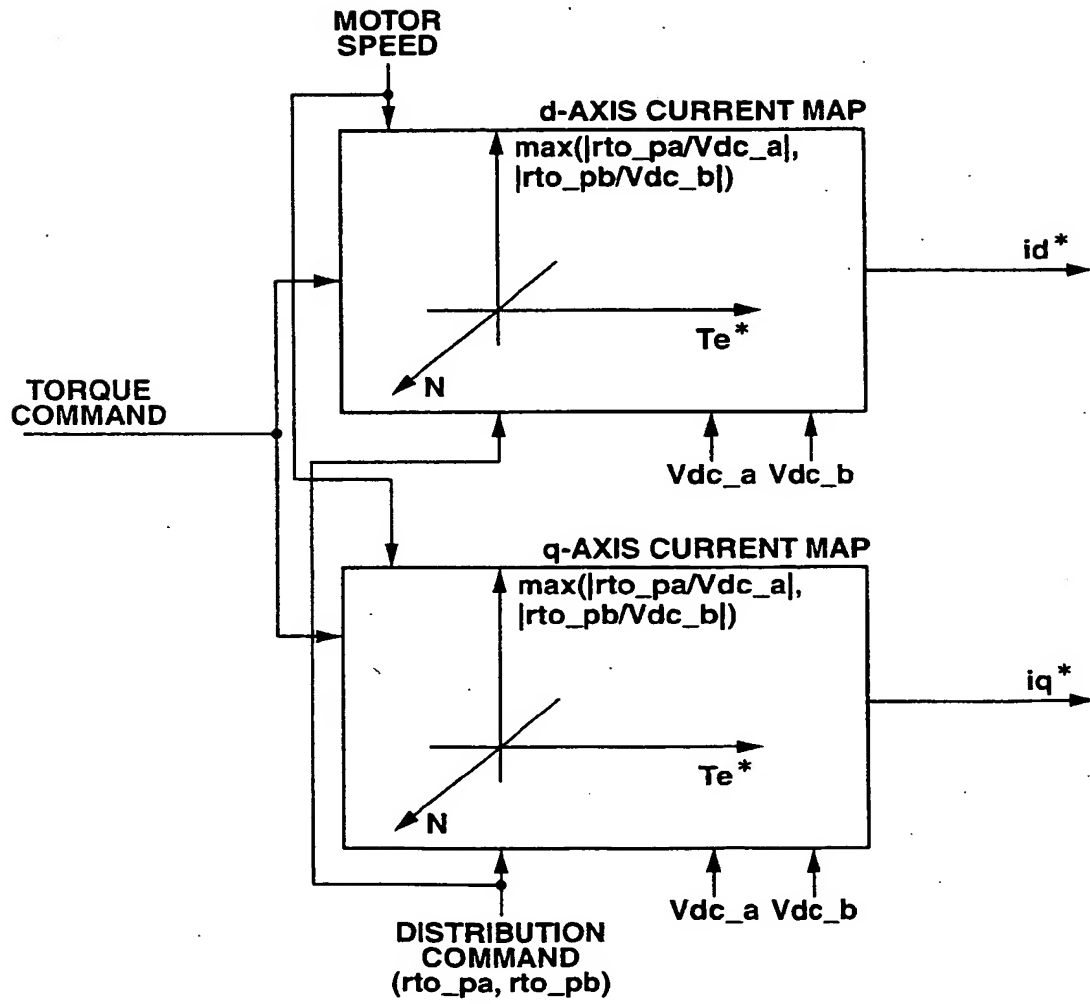 MOTOR
SPEED
d-AXIS CURRENT MAP
max(|rto_pa/Vdc_a|,
|rto_pb/Vdc_b|)
id*
Te*
N
TORQUE
COMMAND
Vdc_a Vdc_b
q-AXIS CURRENT MAP
max(|rto_pa/Vdc_a|,
|rto_pb/Vdc_b|)
iq*
Te*
N
Vdc_a Vdc_b
DISTRIBUTION
COMMAND
(rto_pa, rto_pb)